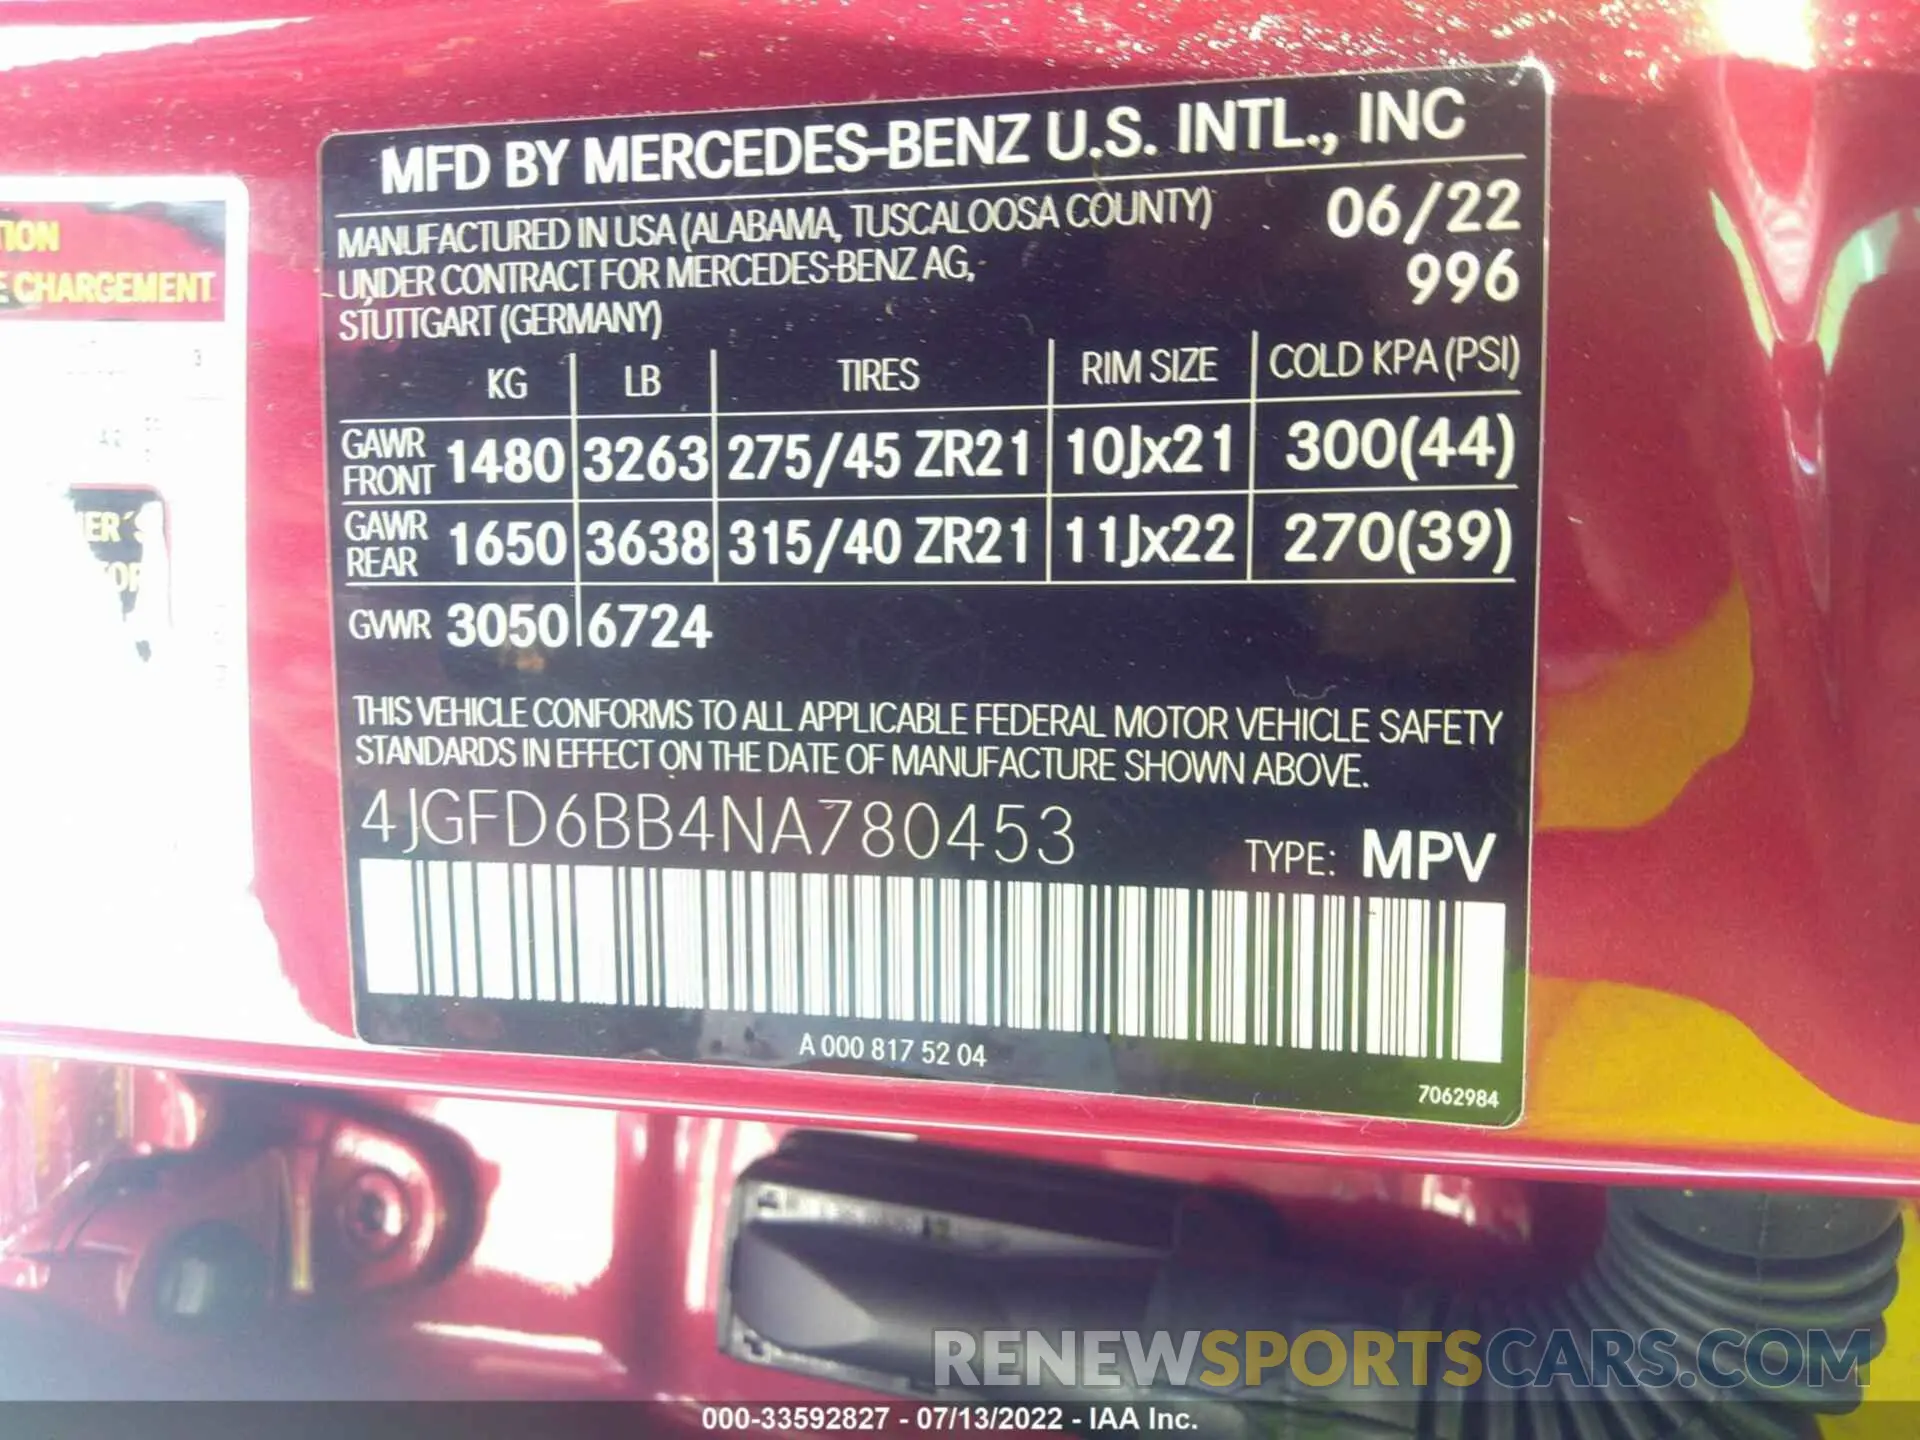 TION
E CHARGEMENT
ER´S
MFD BY MERCEDES-BENZ U.S. INTL., INC
MANUFACTURED IN USA (ALABAMA, TUSCALOOSA COUNTY) 06/22
UNDER CONTRACT FOR MERCEDES-BENZ AG, 996
STUTTGART (GERMANY)
KG LB TIRES RIM SIZE COLD KPA (PSI)
GAWR FRONT 1480 3263 275/45 ZR21 10Jx21 300(44)
GAWR REAR 1650 3638 315/40 ZR21 11Jx22 270(39)
GVWR 3050 6724
THIS VEHICLE CONFORMS TO ALL APPLICABLE FEDERAL MOTOR VEHICLE SAFETY
STANDARDS IN EFFECT ON THE DATE OF MANUFACTURE SHOWN ABOVE.
4JGFD6BB4NA780453 TYPE: MPV
A 000 817 52 04
7062984
RENEWSPORTSCARS.COM
000-33592827 - 07/13/2022 - IAA Inc.